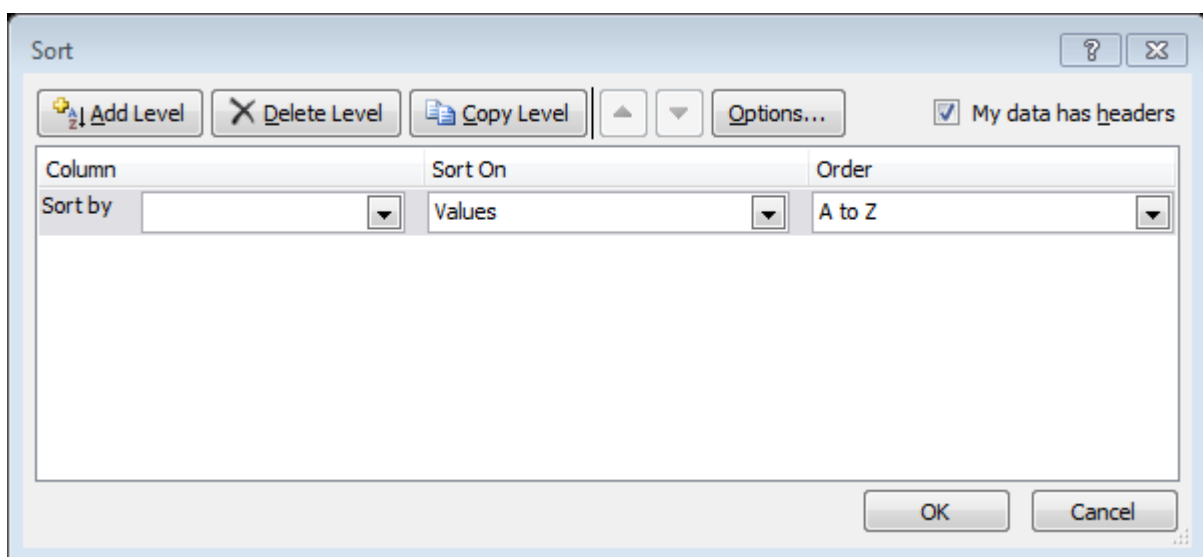 Sort
Add Level Delete Level Copy Level Options... My data has headers
Column Sort On Order
Sort by Values A to Z
OK Cancel